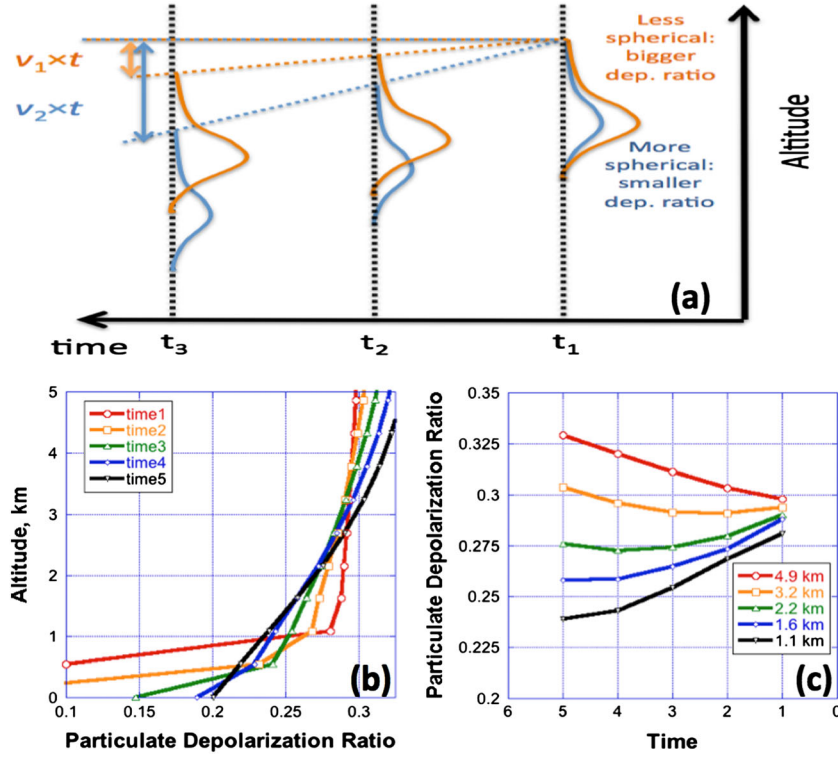 Less
spherical:
bigger
dep. ratio
v₁×t
v₂×t
More
spherical:
smaller
dep. ratio
Altitude
(a)
time
t₃
t₂
t₁
5
4
3
2
1
0
Altitude, km
time1
time2
time3
time4
time5
(b)
0.1
0.15
0.2
0.25
0.3
Particulate Depolarization Ratio
0.35
0.325
0.3
0.275
0.25
0.225
0.2
Particulate Depolarization Ratio
4.9 km
3.2 km
2.2 km
1.6 km
1.1 km
(c)
6
5
4
3
2
1
0
Time